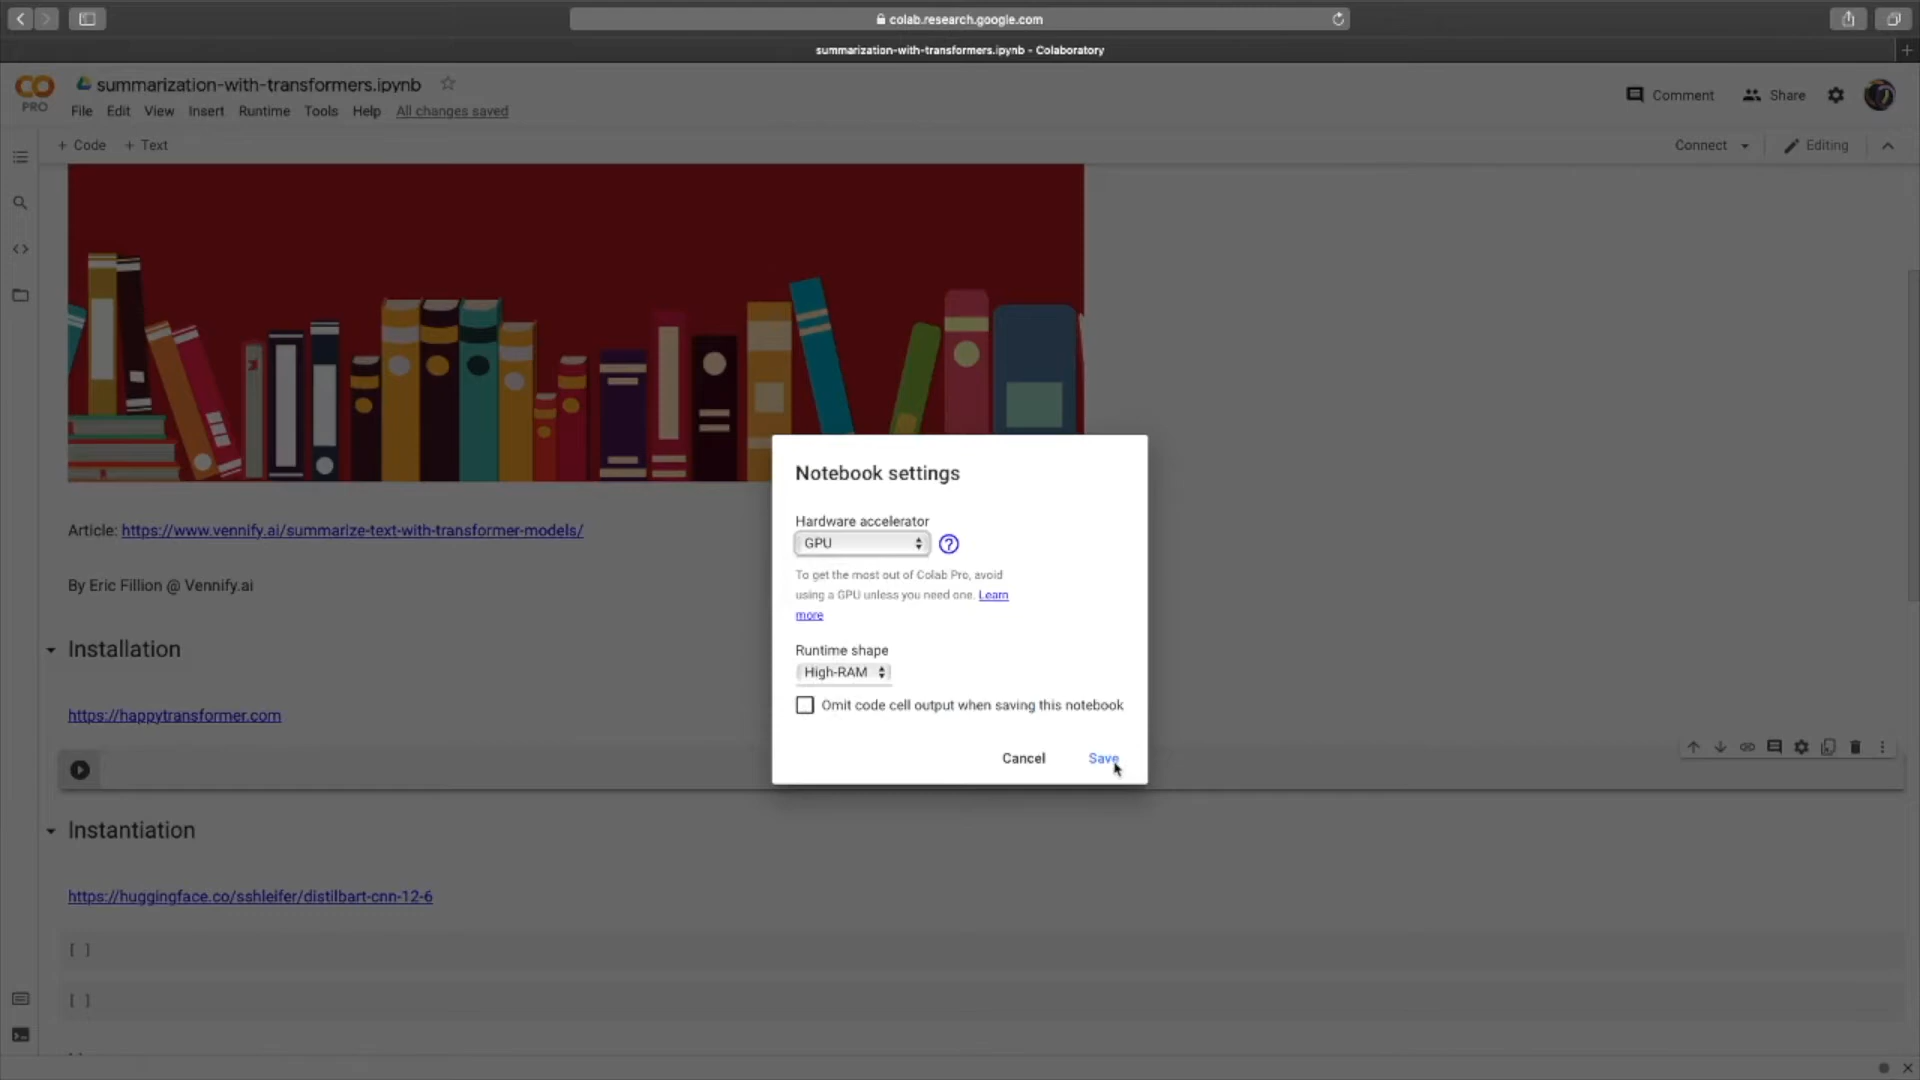 colab.research.google.com
summarization-with-transformers.ipynb - Colaboratory
CO
PRO
summarization-with-transformers.ipynb
File Edit View Insert Runtime Tools Help All changes saved
Comment Share
+ Code + Text
Connect Editing
Article: https://www.vennify.ai/summarize-text-with-transformer-models/
By Eric Fillion @ Vennify.ai
Installation
https://happytransformer.com
Instantiation
https://huggingface.co/sshleifer/distilbart-cnn-12-6
[ ]
[ ]
Notebook settings
Hardware accelerator
GPU
To get the most out of Colab Pro, avoid
using a GPU unless you need one. Learn
more
Runtime shape
High-RAM
Omit code cell output when saving this notebook
Cancel Save